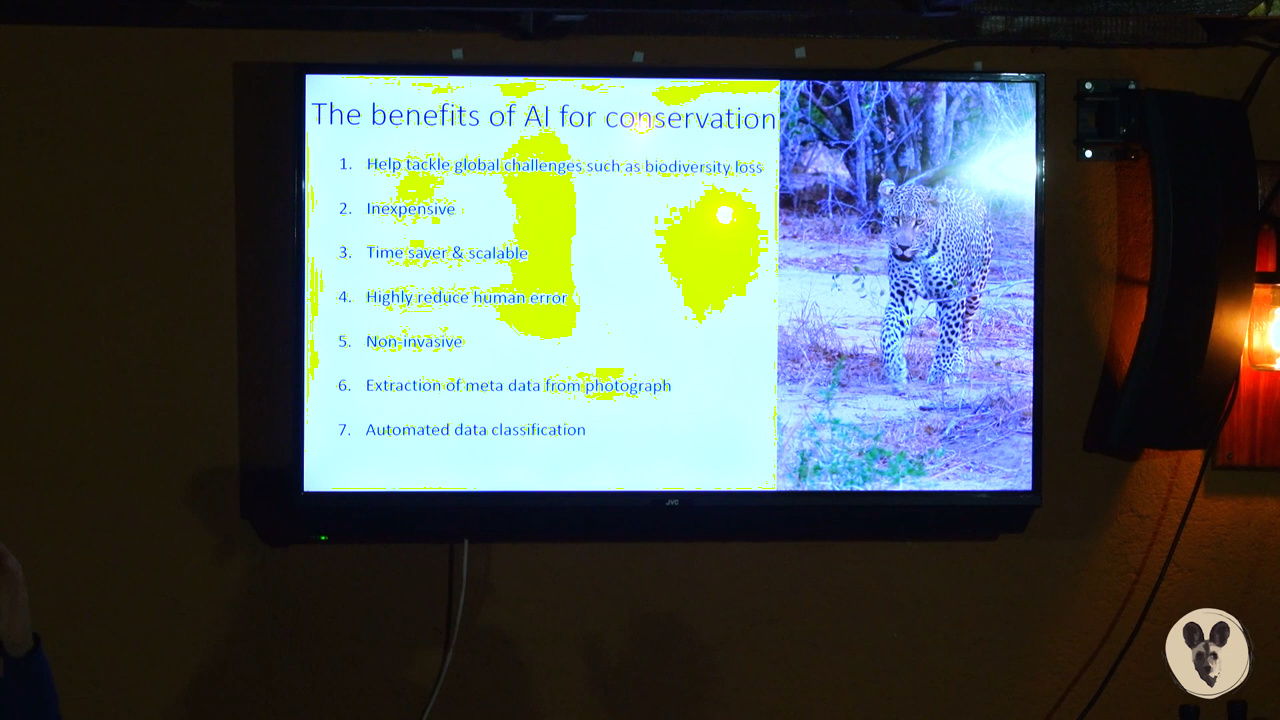 The benefits of AI for conservation
1. Help tackle global challenges such as biodiversity loss
2. Inexpensive
3. Time saver & scalable
4. Highly reduce human error
5. Non-invasive
6. Extraction of meta data from photograph
7. Automated data classification
JVC